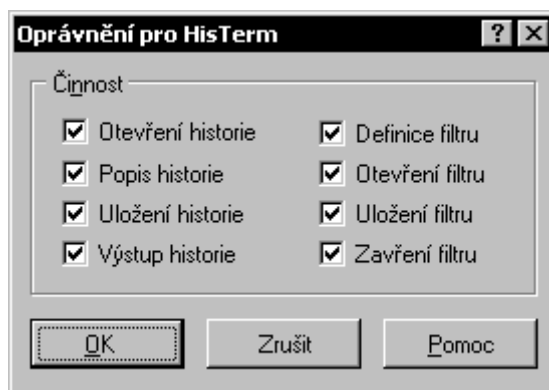 Oprávnění pro HisTerm
Činnost
Otevření historie
Popis historie
Uložení historie
Výstup historie
Definice filtru
Otevření filtru
Uložení filtru
Zavření filtru
OK
Zrušit
Pomoc